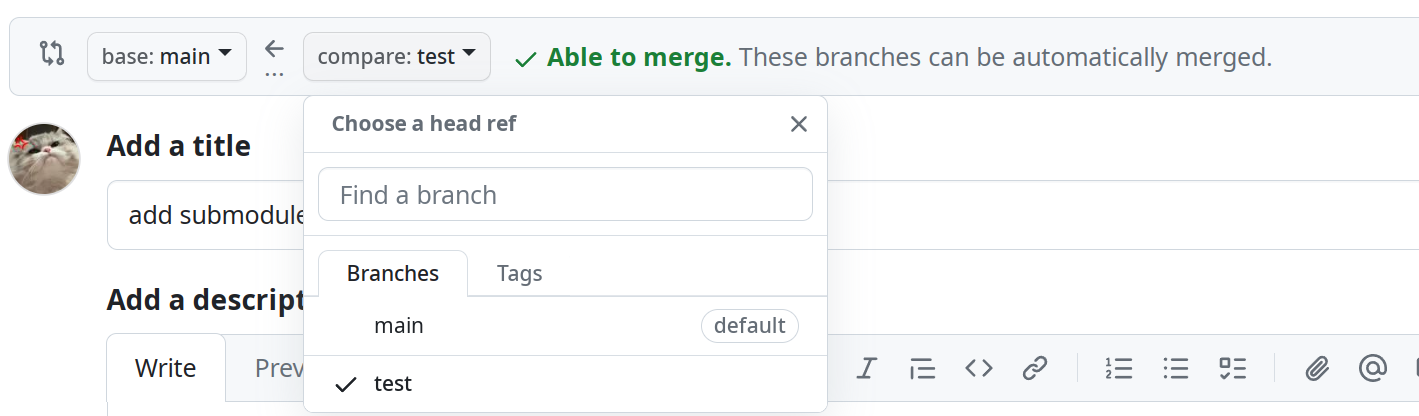 base: main compare: test Able to merge. These branches can be automatically merged.
Choose a head ref
Add a title
Find a branch
add submodule
Branches Tags
Add a descript
main default
Write Prev
test